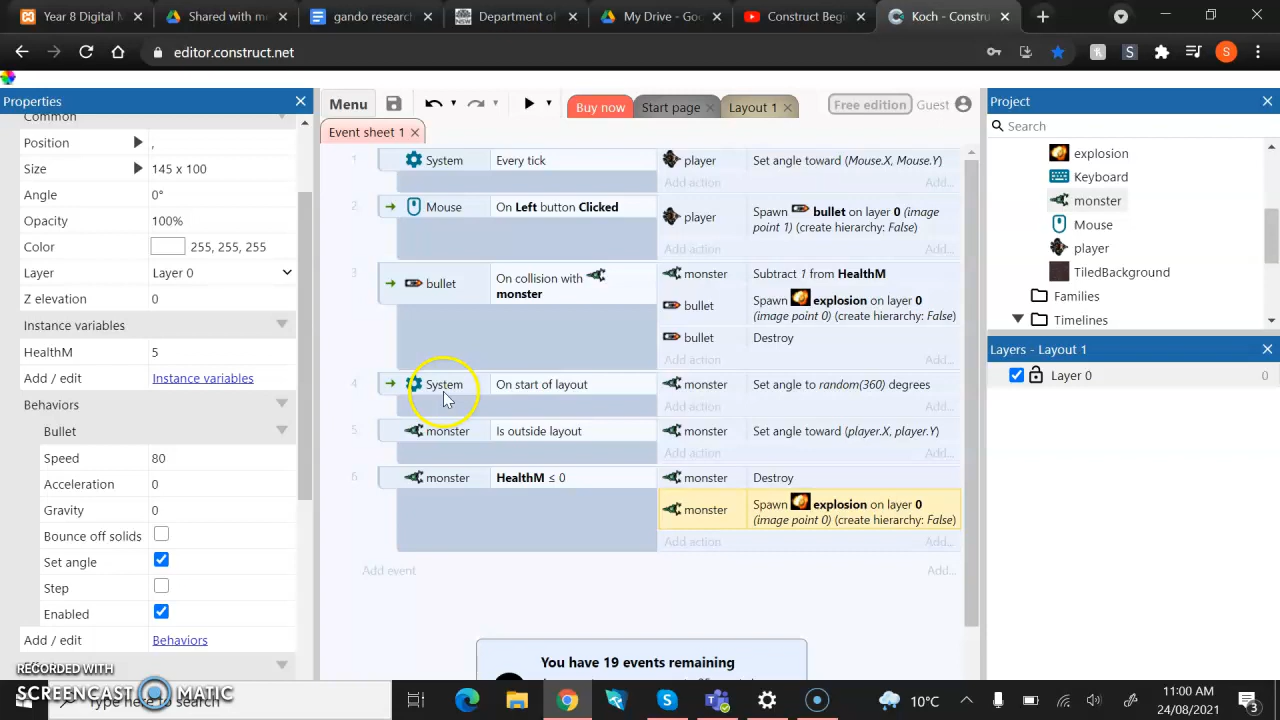 Year 8 Multimed
Shared with me
gando research
Department of
My Drive - Goo
Construct Beg
Koch - Constru
editor.construct.net
S
S
Properties
Menu
Buy now
Start page
Layout 1
Free edition
Guest
Project
Event sheet 1
Search
Common
Position
,
Size
145 x 100
Angle
0°
Opacity
100%
Color
255, 255, 255
Layer
Layer 0
Z elevation
0
Instance variables
HealthM
5
Add / edit
Instance variables
Behaviors
Bullet
Speed
80
Acceleration
0
Gravity
0
Bounce off solids
Set angle
Step
Enabled
Add / edit
Behaviors
1
System
Every tick
player
Set angle toward (Mouse.X, Mouse.Y)
Add action
Add...
2
Mouse
On Left button Clicked
player
Spawn bullet on layer 0 (image
point 1) (create hierarchy: False)
Add action
Add...
3
bullet
On collision with
monster
monster
Subtract 1 from HealthM
bullet
Spawn explosion on layer 0
(image point 0) (create hierarchy: False)
bullet
Destroy
Add action
Add...
4
System
On start of layout
monster
Set angle to random(360) degrees
Add action
Add...
5
monster
Is outside layout
monster
Set angle toward (player.X, player.Y)
Add action
Add...
6
monster
HealthM ≤ 0
monster
Destroy
monster
Spawn explosion on layer 0
(image point 0) (create hierarchy: False)
Add action
Add...
Add event
Add...
You have 19 events remaining
explosion
Keyboard
monster
Mouse
player
TiledBackground
Families
Timelines
Layers - Layout 1
Layer 0
0
RECORDED WITH
SCREENCAST MATIC
Type here to search
10°C
11:00 AM
24/08/2021
3